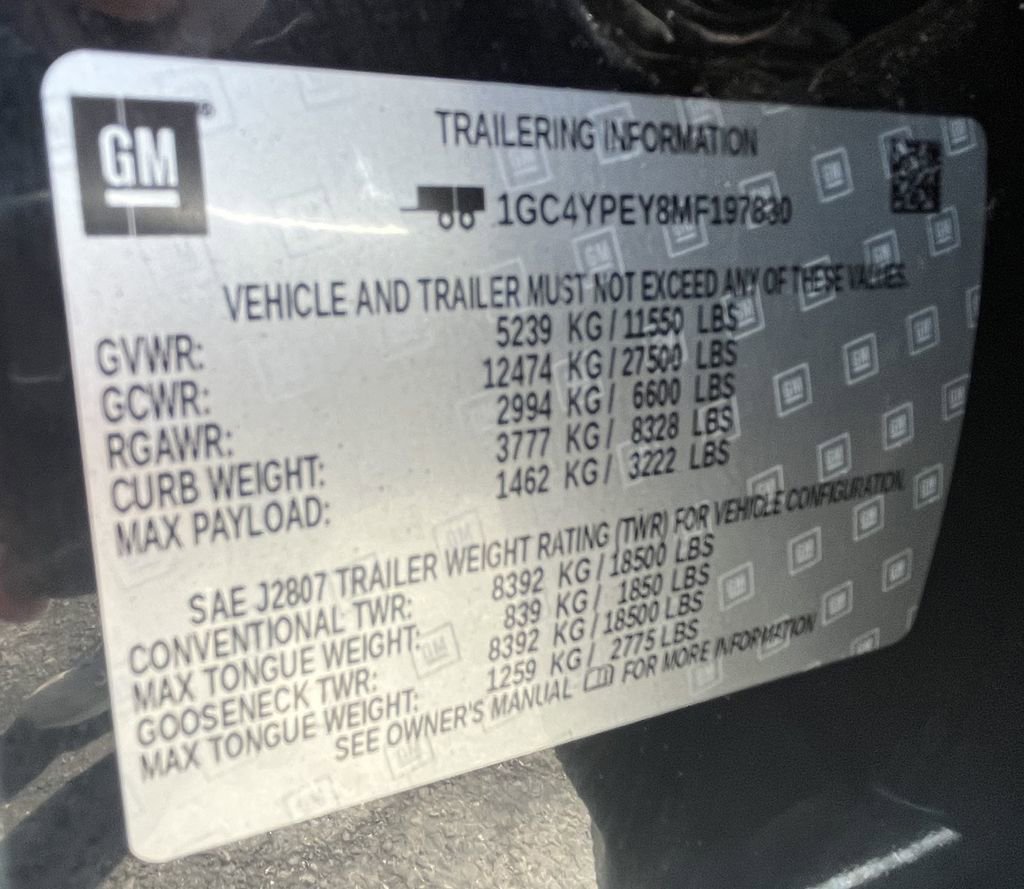 GM
TRAILERING INFORMATION
1GC4YPEY8MF197830
VEHICLE AND TRAILER MUST NOT EXCEED ANY OF THESE VALUES.
GVWR: 5239 KG / 11550 LBS
GCWR: 12474 KG / 27500 LBS
RGAWR: 2994 KG / 6600 LBS
CURB WEIGHT: 3777 KG / 8328 LBS
MAX PAYLOAD: 1462 KG / 3222 LBS
SAE J2807 TRAILER WEIGHT RATING (TWR) FOR VEHICLE CONFIGURATION.
CONVENTIONAL TWR: 8392 KG / 18500 LBS
MAX TONGUE WEIGHT: 839 KG / 1850 LBS
GOOSENECK TWR: 8392 KG / 18500 LBS
MAX TONGUE WEIGHT: 1259 KG / 2775 LBS
SEE OWNER'S MANUAL FOR MORE INFORMATION